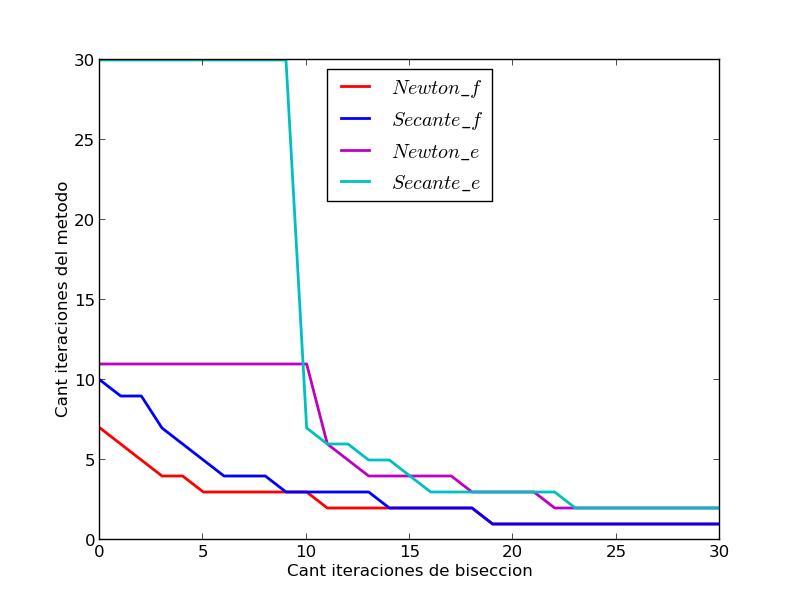 30
25
20
15
10
5
0
Cant iteraciones del metodo
Newton_f
Secante_f
Newton_e
Secante_e
0 5 10 15 20 25 30
Cant iteraciones de biseccion